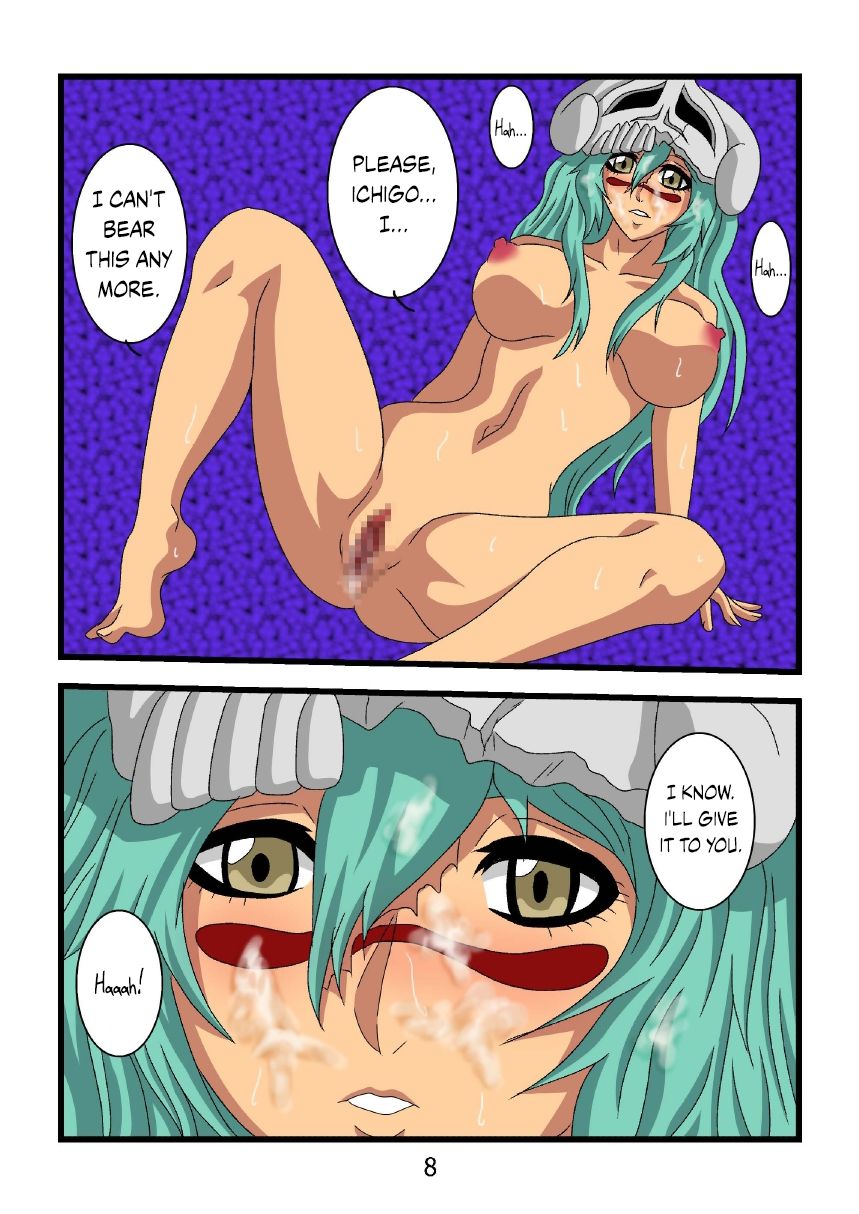 I CAN'T
BEAR
THIS ANY
MORE.
PLEASE,
ICHIGO...
I...
Hah...
Hah...
I KNOW.
I'LL GIVE
IT TO YOU.
Haaah!
8